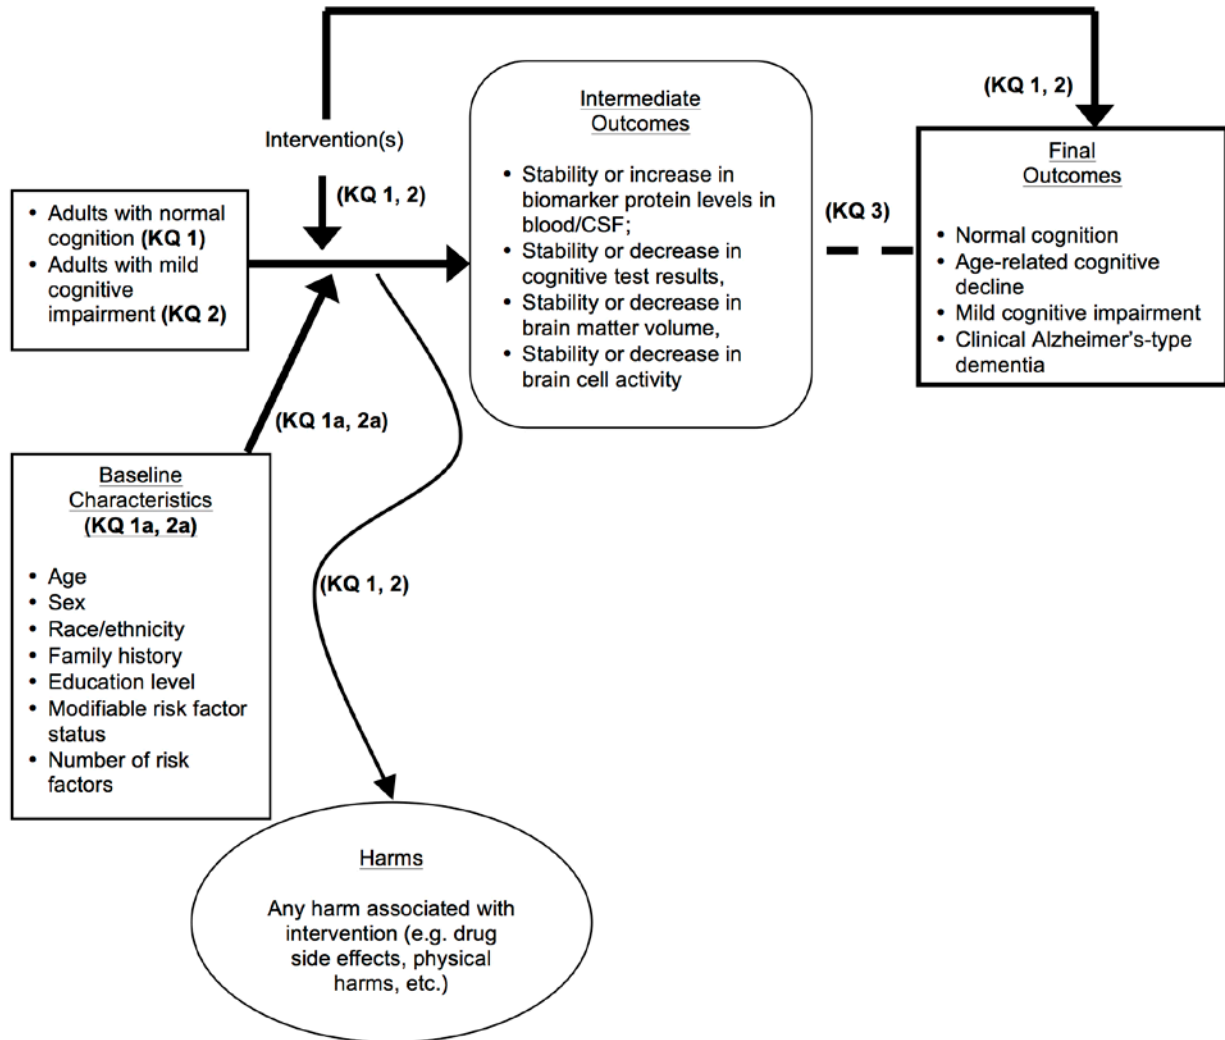 (KQ 1, 2)
Intervention(s)
(KQ 1, 2)
• Adults with normal
cognition (KQ 1)
• Adults with mild
cognitive
impairment (KQ 2)
Intermediate
Outcomes
• Stability or increase in
biomarker protein levels in
blood/CSF;
• Stability or decrease in
cognitive test results,
• Stability or decrease in
brain matter volume,
• Stability or decrease in
brain cell activity
(KQ 3)
Final
Outcomes
• Normal cognition
• Age-related cognitive
decline
• Mild cognitive impairment
• Clinical Alzheimer's-type
dementia
(KQ 1a, 2a)
Baseline
Characteristics
(KQ 1a, 2a)
• Age
• Sex
• Race/ethnicity
• Family history
• Education level
• Modifiable risk factor
status
• Number of risk
factors
(KQ 1, 2)
Harms
Any harm associated with
intervention (e.g. drug
side effects, physical
harms, etc.)